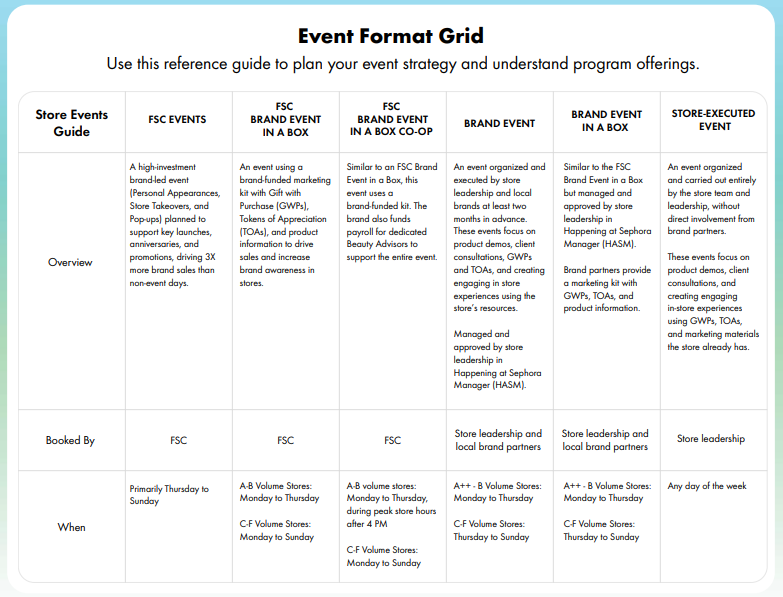 Event Format Grid
Use this reference guide to plan your event strategy and understand program offerings.
Store Events
Guide
FSC EVENTS
FSC
BRAND EVENT
IN A BOX
FSC
BRAND EVENT
IN A BOX CO-OP
BRAND EVENT
BRAND EVENT
IN A BOX
STORE-EXECUTED
EVENT
Overview
A high-investment
brand-led event
(Personal Appearances,
Store Takeovers, and
Pop-ups) planned to
support key launches,
anniversaries, and
promotions, driving 3X
more brand sales than
non-event days.
An event using a
brand-funded marketing
kit with Gift with
Purchase (GWPs),
Tokens of Appreciation
(TOAs), and product
information to drive
sales and increase
brand awareness in
stores.
Similar to an FSC Brand
Event in a Box, this
event uses a
brand-funded kit. The
brand also funds
payroll for dedicated
Beauty Advisors to
support the entire event.
An event organized and
executed by store
leadership and local
brands at least two
months in advance.
These events focus on
product demos, client
consultations, GWPs
and TOAs, and creating
engaging in store
experiences using the
store's resources.
Managed and
approved by store
leadership in
Happening at Sephora
Manager (HASM).
Similar to the FSC
Brand Event in a Box
but managed and
approved by store
leadership in
Happening at Sephora
Manager (HASM).
Brand partners provide
a marketing kit with
GWPs, TOAs, and
product information.
An event organized
and carried out entirely
by the store team and
leadership, without
direct involvement from
brand partners.
These events focus on
product demos, client
consultations, and
creating engaging
in-store experiences
using GWPs, TOAs,
and marketing materials
the store already has.
Booked By
FSC
FSC
FSC
Store leadership and
local brand partners
Store leadership and
local brand partners
Store leadership
When
Primarily Thursday to
Sunday
A-B Volume Stores:
Monday to Thursday
C-F Volume Stores:
Monday to Sunday
A-B volume stores:
Monday to Thursday,
during peak store hours
after 4 PM
C-F Volume Stores:
Monday to Sunday
A++ - B Volume Stores:
Monday to Thursday
C-F Volume Stores:
Thursday to Sunday
A++ - B Volume Stores:
Monday to Thursday
C-F Volume Stores:
Thursday to Sunday
Any day of the week